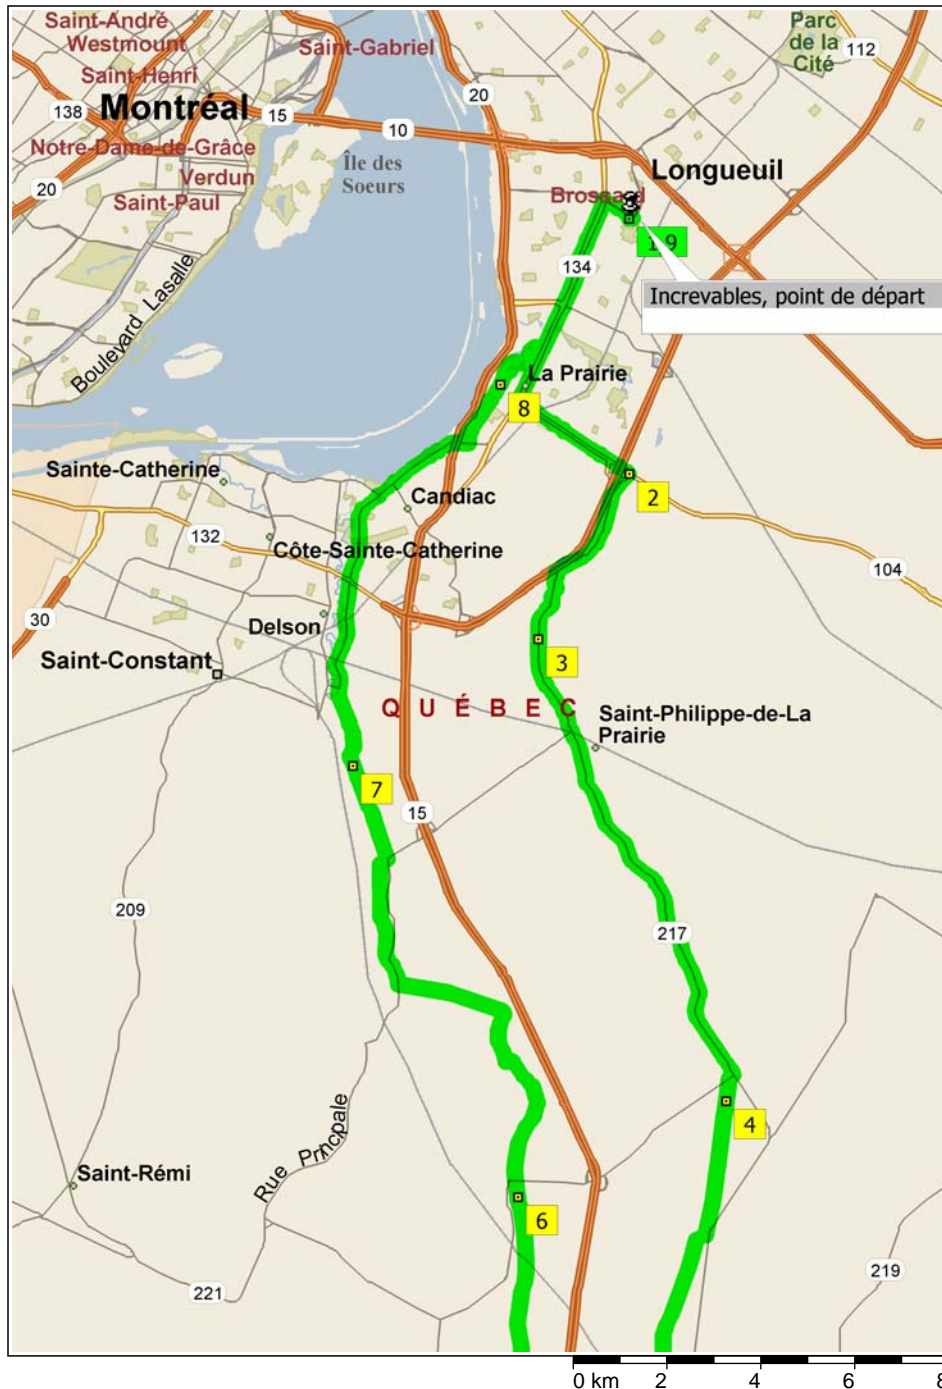 Saint-André
Westmount
Saint-Gabriel
Parc
de la
Cité
112
Saint-Henri
20
138
Montréal
15
10
Notre-Dame-de-Grâce
Île des
Soeurs
Longueuil
Verdun
20
Saint-Paul
Brossard
1 9
134
Increvables, point de départ
Boulevard Lasalle
La Prairie
8
Sainte-Catherine
2
Candiac
132
Côte-Sainte-Catherine
104
30
Delson
3
Saint-Constant
QUÉBEC
Saint-Philippe-de-La
Prairie
7
15
209
217
4
Rue Principale
Saint-Rémi
6
219
221
0 km 2 4 6 8